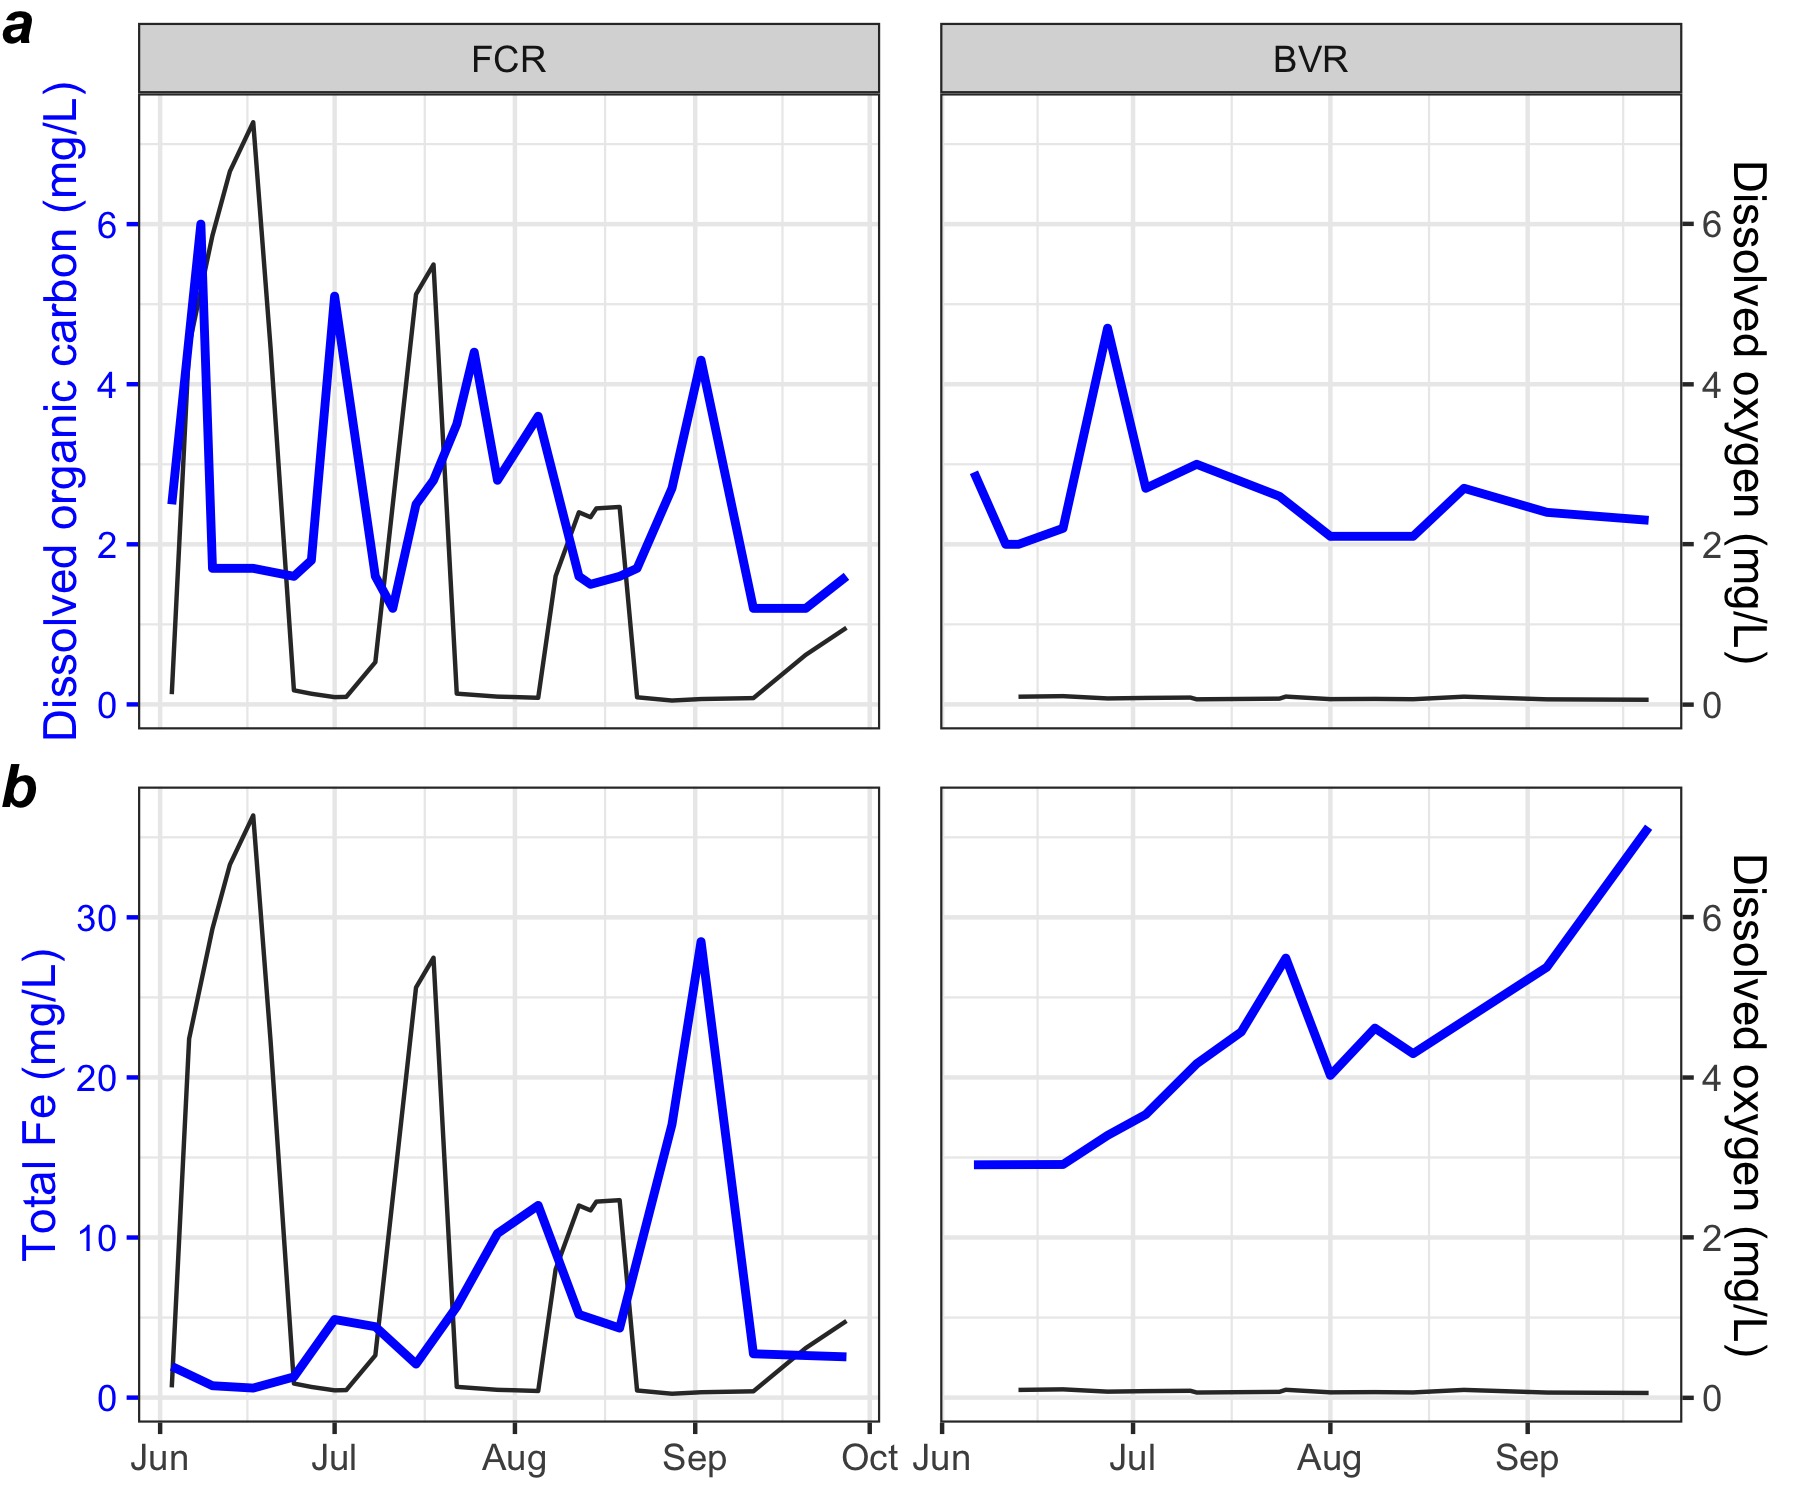 a
FCR
BVR
Dissolved organic carbon (mg/L)
6
4
2
0
6
4
2
0
Dissolved oxygen (mg/L)
b
Total Fe (mg/L)
30
20
10
0
6
4
2
0
Dissolved oxygen (mg/L)
Jun Jul Aug Sep Oct
Jun Jul Aug Sep